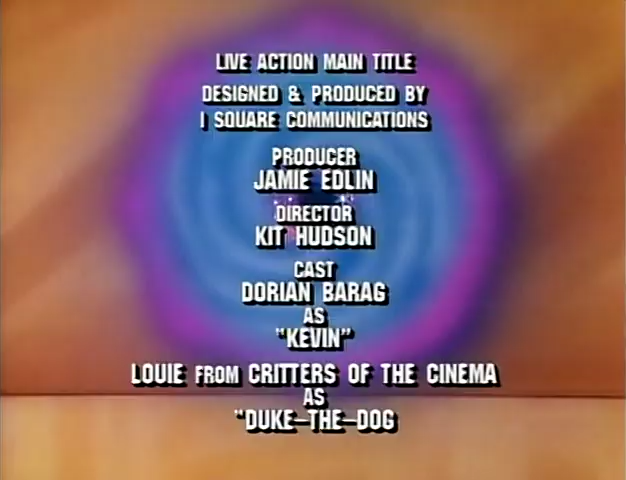 LIVE ACTION MAIN TITLE
DESIGNED & PRODUCED BY
I SQUARE COMMUNICATIONS
PRODUCER
JAMIE EDLIN
DIRECTOR
KIT HUDSON
CAST
DORIAN BARAG
AS
"KEVIN"
LOUIE FROM CRITTERS OF THE CINEMA
AS
"DUKE-THE-DOG